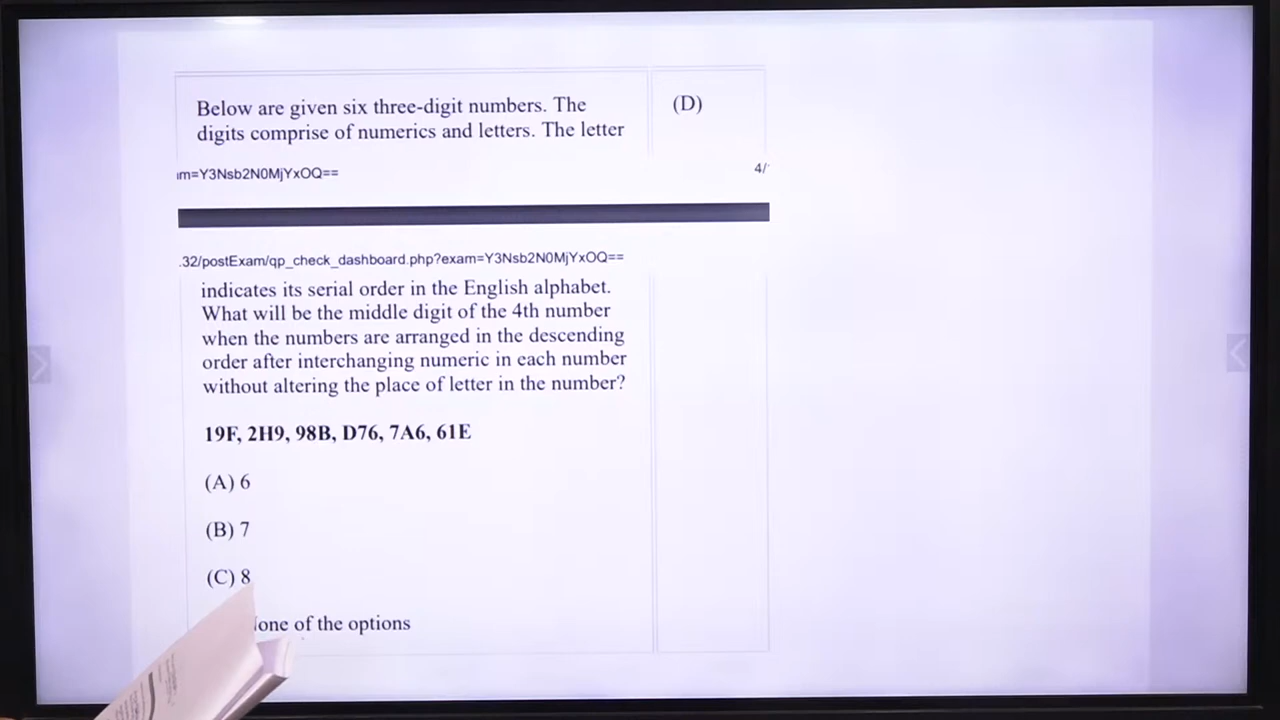 Below are given six three-digit numbers. The
(D)
digits comprise of numerics and letters. The letter
m=Y3Nsb2N0MjYxOQ==
4/
.32/postExam/qp_check_dashboard.php?exam=Y3Nsb2N0MjYxOQ==
indicates its serial order in the English alphabet.
What will be the middle digit of the 4th number
when the numbers are arranged in the descending
order after interchanging numeric in each number
without altering the place of letter in the number?
19F, 2H9, 98B, D76, 7A6, 61E
(A) 6
(B) 7
(C) 8
one of the options